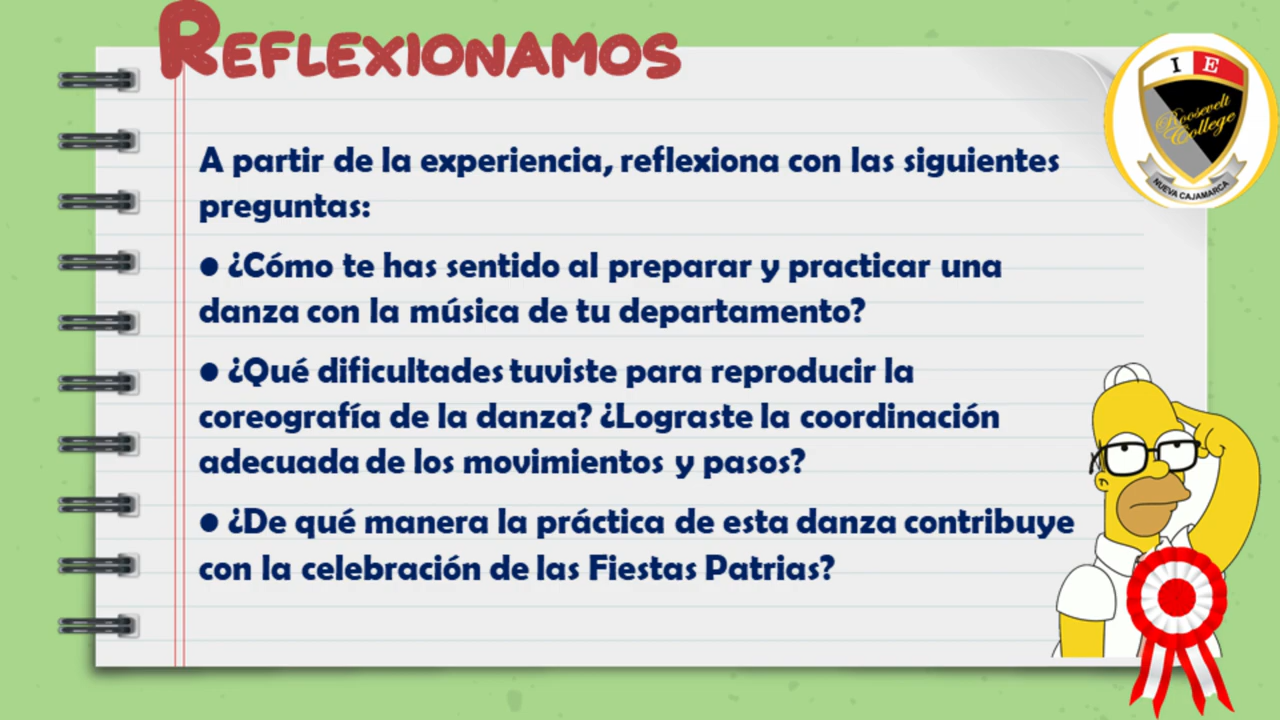 REFLEXIONAMOS
I E
Roosevelt
College
NUEVA CAJAMARCA
A partir de la experiencia, reflexiona con las siguientes
preguntas:
● ¿Cómo te has sentido al preparar y practicar una
danza con la música de tu departamento?
● ¿Qué dificultades tuviste para reproducir la
coreografía de la danza? ¿Lograste la coordinación
adecuada de los movimientos y pasos?
● ¿De qué manera la práctica de esta danza contribuye
con la celebración de las Fiestas Patrias?